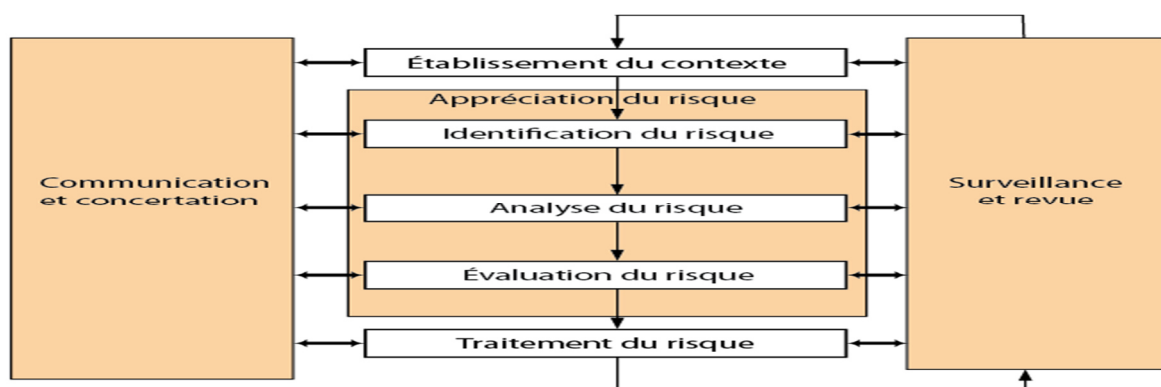 Établissement du contexte
Appréciation du risque
Identification du risque
Communication
et concertation
Surveillance
et revue
Analyse du risque
Évaluation du risque
Traitement du risque